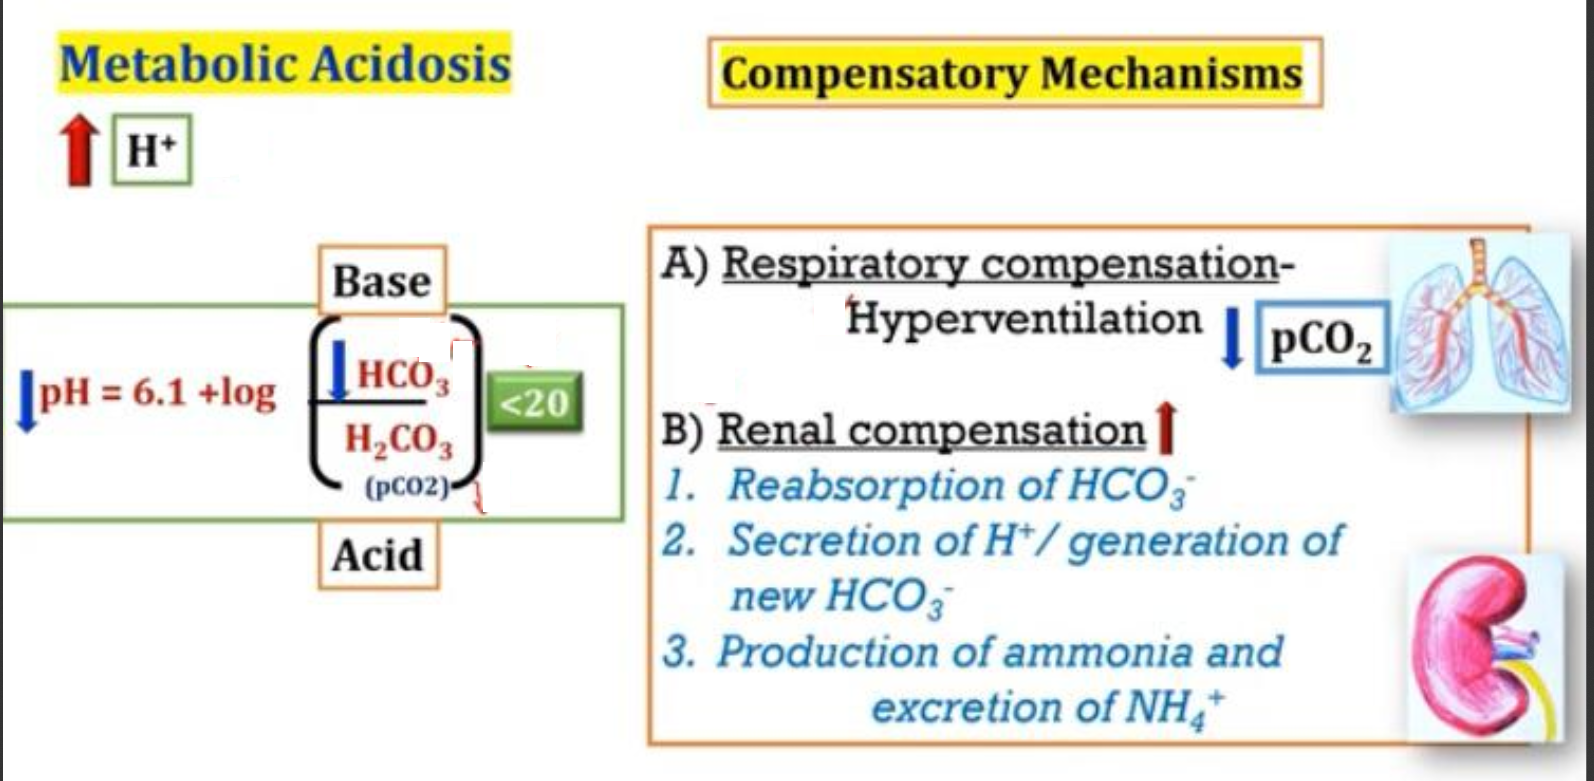 Metabolic Acidosis
H⁺
Base
pH = 6.1 +log
HCO₃
H₂CO₃
(pCO2)
<20
Acid
Compensatory Mechanisms
A) Respiratory compensation-
Hyperventilation
pCO₂
B) Renal compensation
1. Reabsorption of HCO₃⁻
2. Secretion of H⁺/ generation of
new HCO₃⁻
3. Production of ammonia and
excretion of NH₄⁺